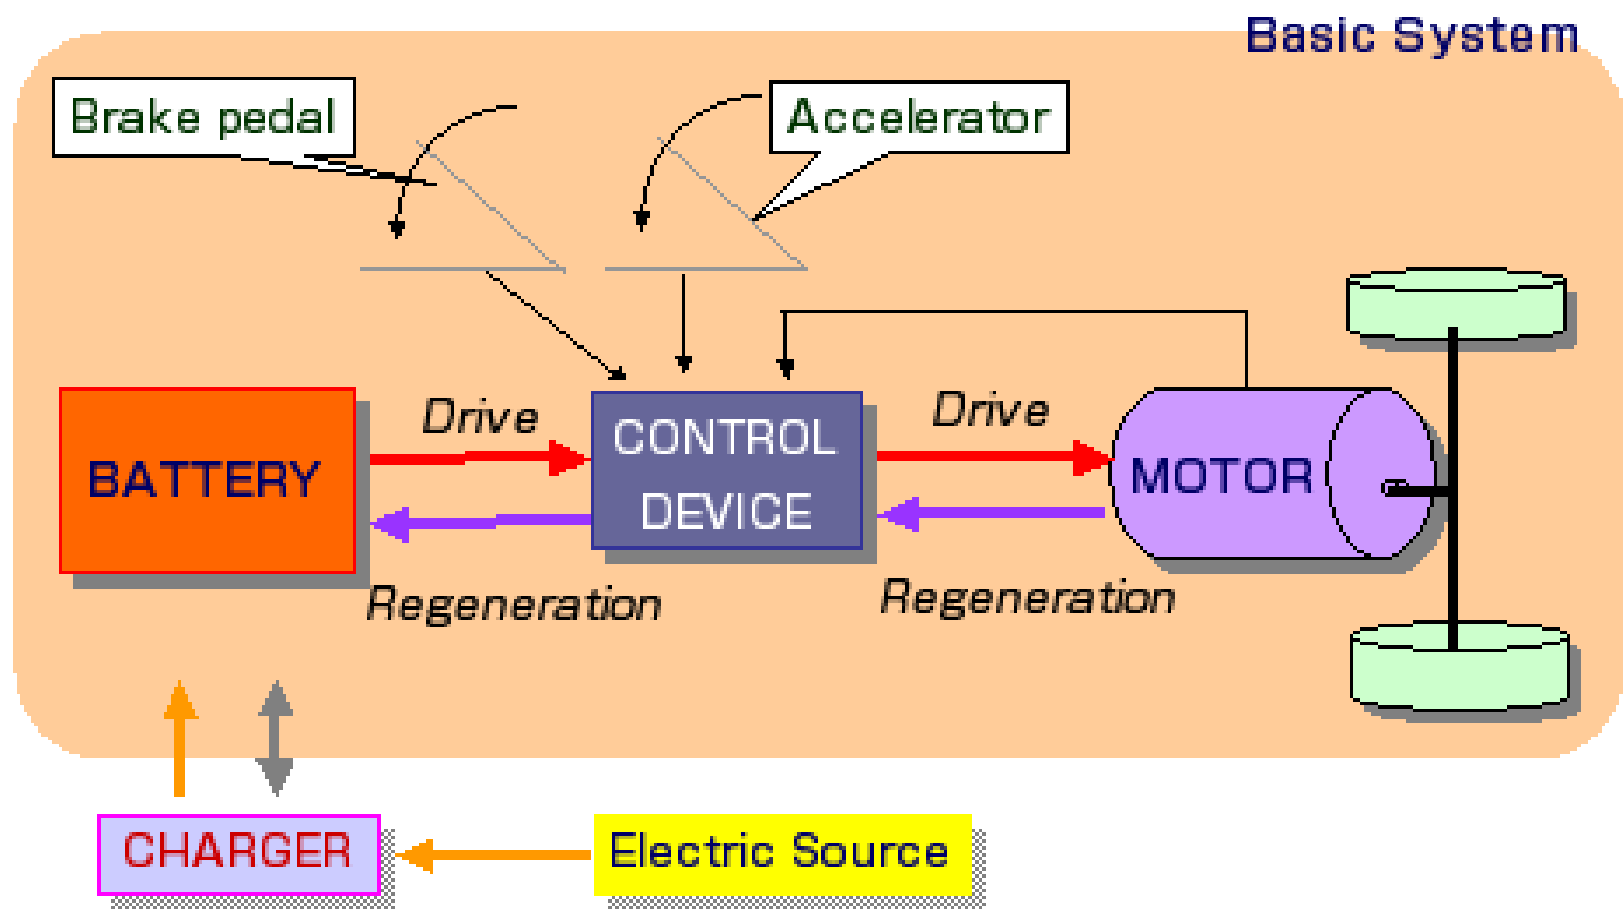 Basic System
Brake pedal
Accelerator
Drive
Drive
BATTERY
CONTROL
DEVICE
MOTOR
Regeneration
Regeneration
CHARGER
Electric Source